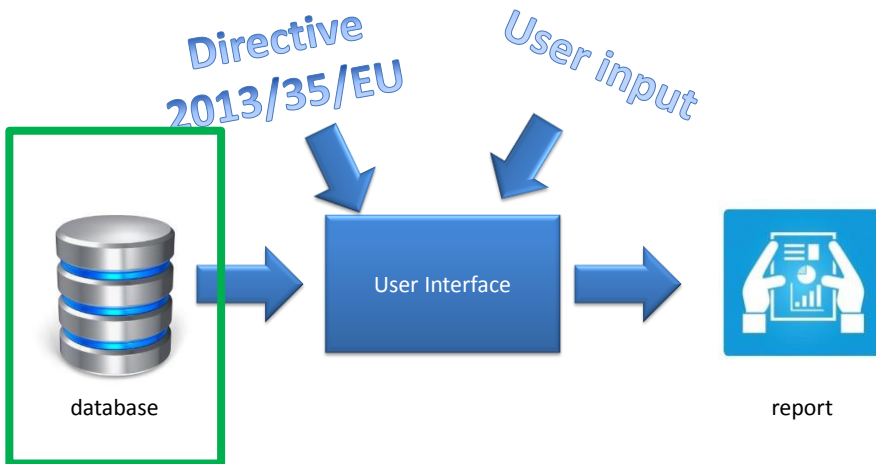 Directive
2013/35/EU
User input
User Interface
database
report